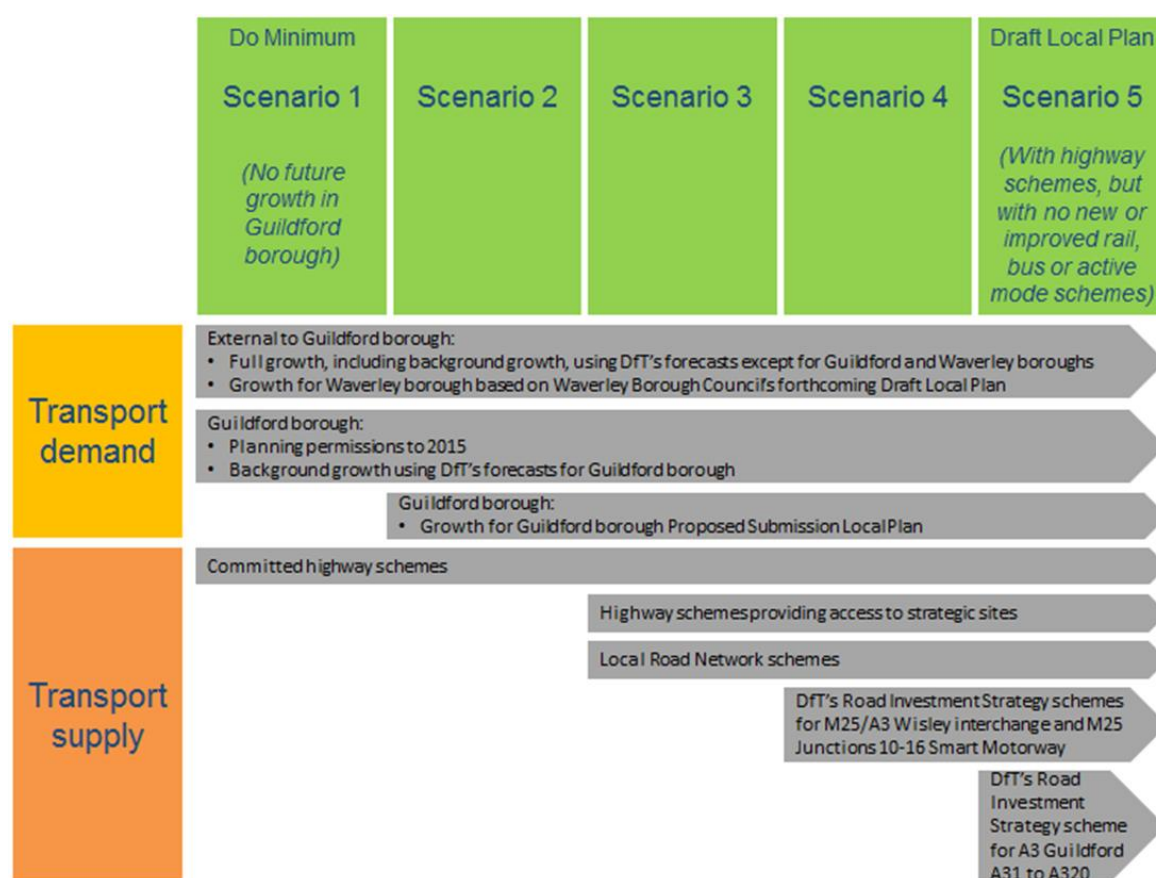 Do Minimum
Scenario 1
(No future
growth in
Guildford
borough)
Scenario 2
Scenario 3
Scenario 4
Draft Local Plan
Scenario 5
(With highway
schemes, but
with no new or
improved rail,
bus or active
mode schemes)
Transport
demand
External to Guildford borough:
• Full growth, including background growth, using DfT's forecasts except for Guildford and Waverley boroughs
• Growth for Waverley borough based on Waverley Borough Council's forthcoming Draft Local Plan
Guildford borough:
• Planning permissions to 2015
• Background growth using DfT's forecasts for Guildford borough
Guildford borough:
• Growth for Guildford borough Proposed Submission Local Plan
Transport
supply
Committed highway schemes
Highway schemes providing access to strategic sites
Local Road Network schemes
DfT's Road Investment Strategy schemes
for M25/A3 Wisley interchange and M25
Junctions 10-16 Smart Motorway
DfT's Road
Investment
Strategy scheme
for A3 Guildford
A31 to A320